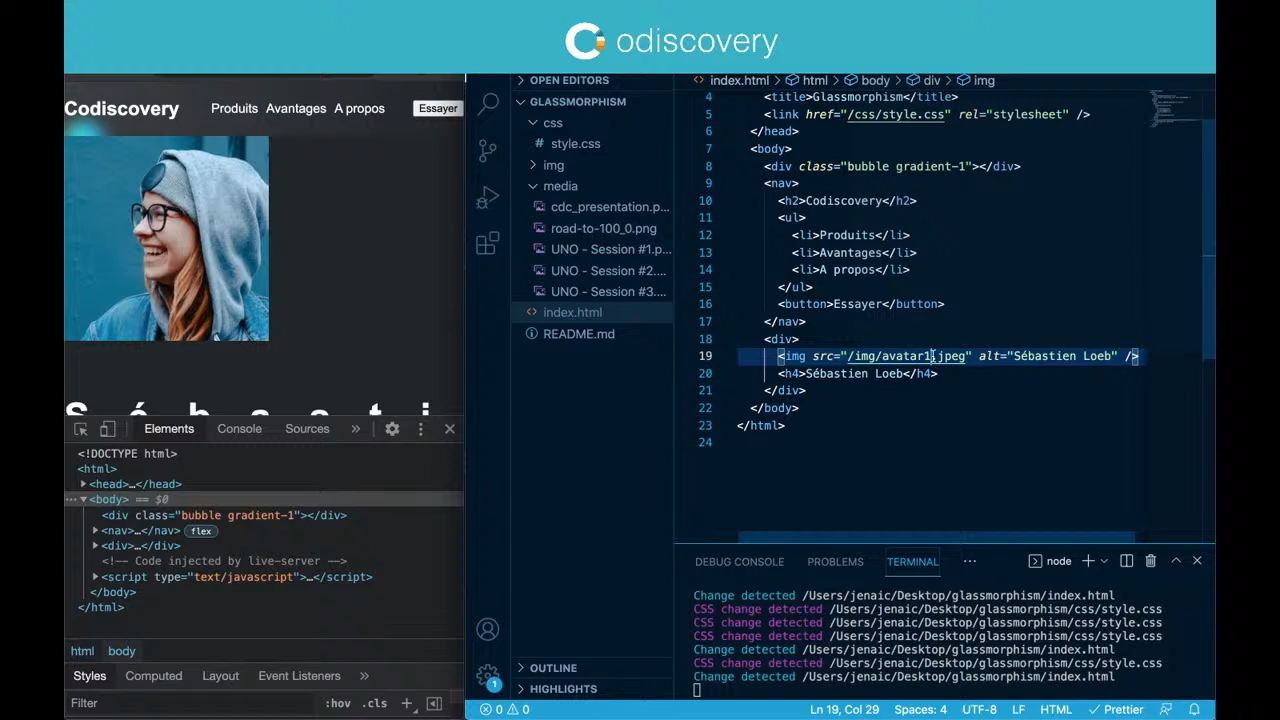 Codiscovery
Codiscovery
Produits Avantages A propos
Essayer
S é b a s t i
Elements Console Sources »
<!DOCTYPE html>
<html>
<head>…</head>
<body> == $0
<div class="bubble gradient-1"></div>
<nav>…</nav> flex
<div>…</div>
<!-- Code injected by live-server -->
<script type="text/javascript">…</script>
</body>
</html>
html body
Styles Computed Layout Event Listeners »
Filter :hov .cls +
OPEN EDITORS
GLASSMORPHISM
css
style.css
img
media
cdc_presentation.p...
road-to-100_0.png
UNO - Session #1.p...
UNO - Session #2....
UNO - Session #3....
<> index.html
README.md
OUTLINE
HIGHLIGHTS
1
<> index.html > html > body > div > img
4 <title>Glassmorphism</title>
5 <link href="/css/style.css" rel="stylesheet" />
6 </head>
7 <body>
8 <div class="bubble gradient-1"></div>
9 <nav>
10 <h2>Codiscovery</h2>
11 <ul>
12 <li>Produits</li>
13 <li>Avantages</li>
14 <li>A propos</li>
15 </ul>
16 <button>Essayer</button>
17 </nav>
18 <div>
19 <img src="/img/avatar1.jpeg" alt="Sébastien Loeb" />
20 <h4>Sébastien Loeb</h4>
21 </div>
22 </body>
23 </html>
24
DEBUG CONSOLE PROBLEMS TERMINAL ... node
Change detected /Users/jenaic/Desktop/glassmorphism/index.html
CSS change detected /Users/jenaic/Desktop/glassmorphism/css/style.css
CSS change detected /Users/jenaic/Desktop/glassmorphism/css/style.css
CSS change detected /Users/jenaic/Desktop/glassmorphism/css/style.css
Change detected /Users/jenaic/Desktop/glassmorphism/index.html
CSS change detected /Users/jenaic/Desktop/glassmorphism/css/style.css
Change detected /Users/jenaic/Desktop/glassmorphism/index.html
0 0 Ln 19, Col 29 Spaces: 4 UTF-8 LF HTML Prettier